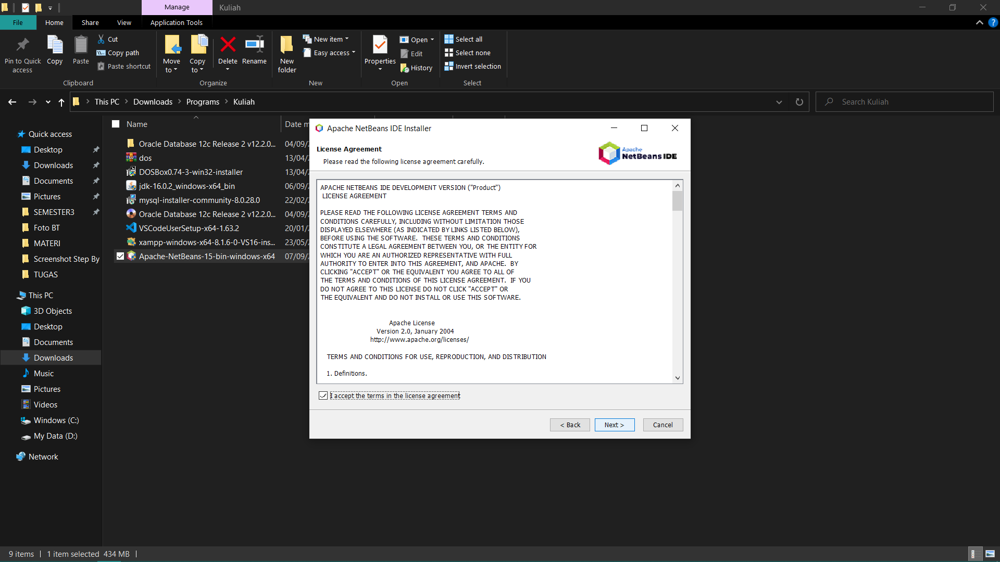 Manage
Kuliah
File
Home
Share
View
Application Tools
Pin to Quick access
Copy
Paste
Cut
Copy path
Paste shortcut
Clipboard
Move to
Copy to
Delete
Rename
Organize
New folder
New item
Easy access
New
Properties
Open
Edit
History
Open
Select all
Select none
Invert selection
Select
This PC > Downloads > Programs > Kuliah
Search Kuliah
Quick access
Desktop
Downloads
Documents
Pictures
SEMESTER3
Foto BT
MATERI
Screenshot Step By
TUGAS
This PC
3D Objects
Desktop
Documents
Downloads
Music
Pictures
Videos
Windows (C:)
My Data (D:)
Network
Name
Date m
Oracle Database 12c Release 2 v12.2.0... 04/09/2
dos 13/04/
DOSBox0.74-3-win32-installer 13/04/
jdk-16.0.2_windows-x64_bin 06/09/
mysql-installer-community-8.0.28.0 22/02/
Oracle Database 12c Release 2 v12.2.0... 04/09/
VSCodeUserSetup-x64-1.63.2 20/01/
xampp-windows-x64-8.1.6-0-VS16-ins... 23/05/
Apache-NetBeans-15-bin-windows-x64 07/09/
Apache NetBeans IDE Installer
License Agreement
Please read the following license agreement carefully.
Apache
NetBeans IDE
APACHE NETBEANS IDE DEVELOPMENT VERSION ("Product")
LICENSE AGREEMENT
PLEASE READ THE FOLLOWING LICENSE AGREEMENT TERMS AND
CONDITIONS CAREFULLY, INCLUDING WITHOUT LIMITATION THOSE
DISPLAYED ELSEWHERE (AS INDICATED BY LINKS LISTED BELOW),
BEFORE USING THE SOFTWARE. THESE TERMS AND CONDITIONS
CONSTITUTE A LEGAL AGREEMENT BETWEEN YOU, OR THE ENTITY FOR
WHICH YOU ARE AN AUTHORIZED REPRESENTATIVE WITH FULL
AUTHORITY TO ENTER INTO THIS AGREEMENT, AND APACHE. BY
CLICKING "ACCEPT" OR THE EQUIVALENT YOU AGREE TO ALL OF
THE TERMS AND CONDITIONS OF THIS LICENSE AGREEMENT. IF YOU
DO NOT AGREE TO THIS LICENSE DO NOT CLICK "ACCEPT" OR
THE EQUIVALENT AND DO NOT INSTALL OR USE THIS SOFTWARE.
Apache License
Version 2.0, January 2004
http://www.apache.org/licenses/
TERMS AND CONDITIONS FOR USE, REPRODUCTION, AND DISTRIBUTION
1. Definitions.
I accept the terms in the license agreement
< Back
Next >
Cancel
9 items
1 item selected 434 MB